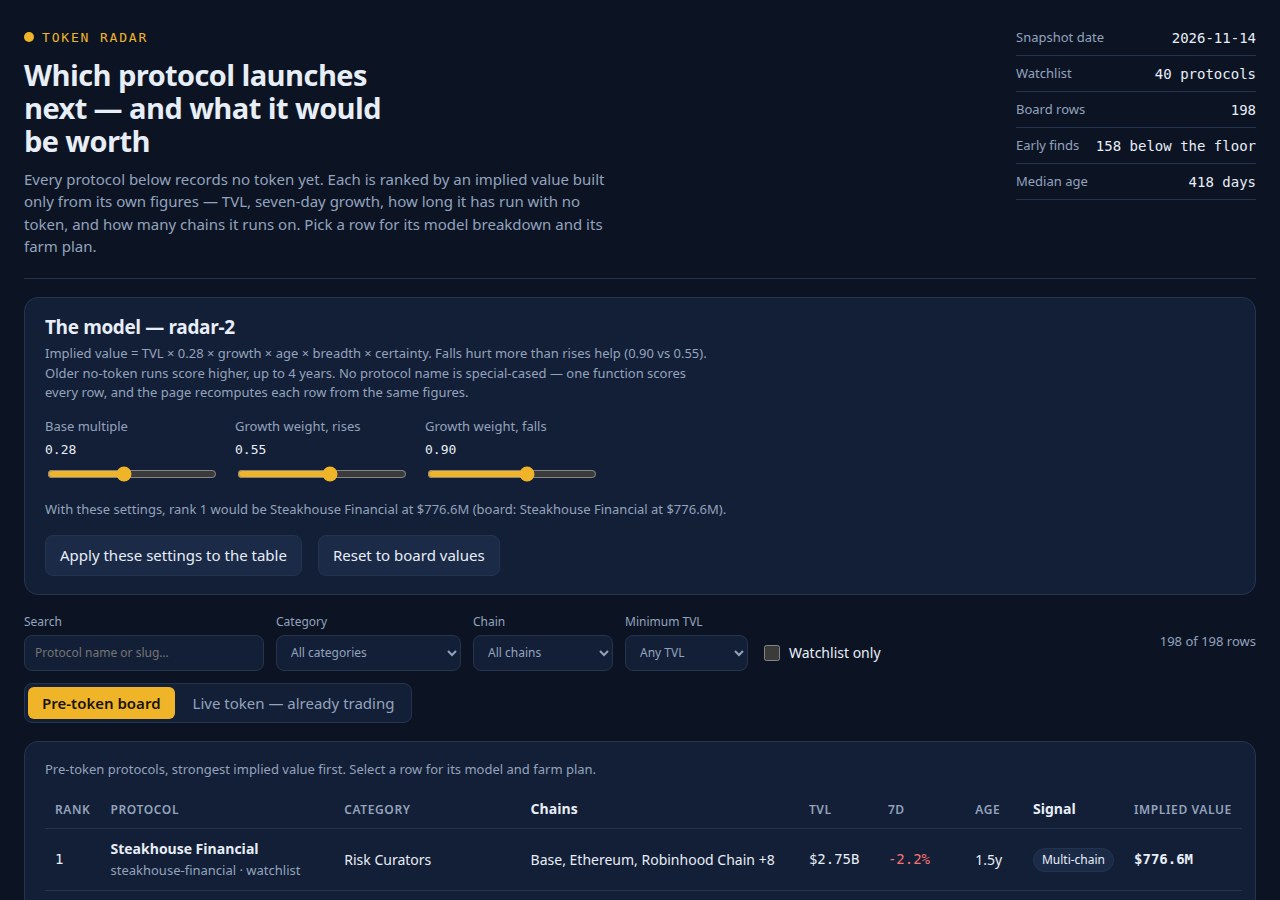 TOKEN RADAR
Which protocol launches
next — and what it would
be worth
Every protocol below records no token yet. Each is ranked by an implied value built
only from its own figures — TVL, seven-day growth, how long it has run with no
token, and how many chains it runs on. Pick a row for its model breakdown and its
farm plan.
Snapshot date 2026-11-14
Watchlist 40 protocols
Board rows 198
Early finds 158 below the floor
Median age 418 days
The model — radar-2
Implied value = TVL × 0.28 × growth × age × breadth × certainty. Falls hurt more than rises help (0.90 vs 0.55).
Older no-token runs score higher, up to 4 years. No protocol name is special-cased — one function scores
every row, and the page recomputes each row from the same figures.
Base multiple Growth weight, rises Growth weight, falls
0.28 0.55 0.90
With these settings, rank 1 would be Steakhouse Financial at $776.6M (board: Steakhouse Financial at $776.6M).
Apply these settings to the table Reset to board values
Search Category Chain Minimum TVL
Protocol name or slug... All categories All chains Any TVL Watchlist only 198 of 198 rows
Pre-token board Live token — already trading
Pre-token protocols, strongest implied value first. Select a row for its model and farm plan.
RANK PROTOCOL CATEGORY Chains TVL 7D AGE Signal IMPLIED VALUE
1 Steakhouse Financial Risk Curators Base, Ethereum, Robinhood Chain +8 $2.75B -2.2% 1.5y Multi-chain $776.6M
steakhouse-financial · watchlist